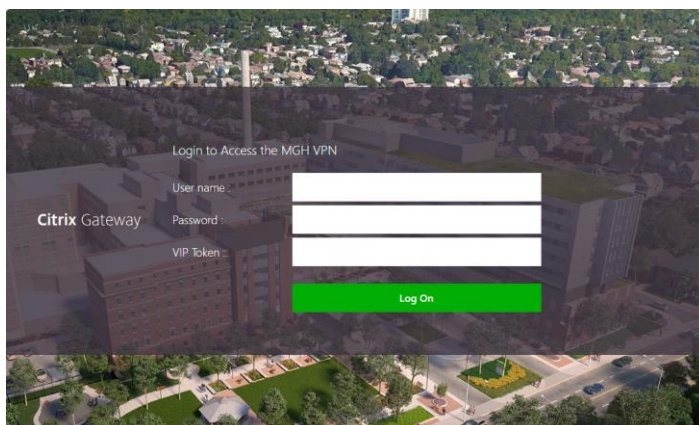 Login to Access the MGH VPN
User name :
Citrix Gateway
Password :
VIP Token :
Log On